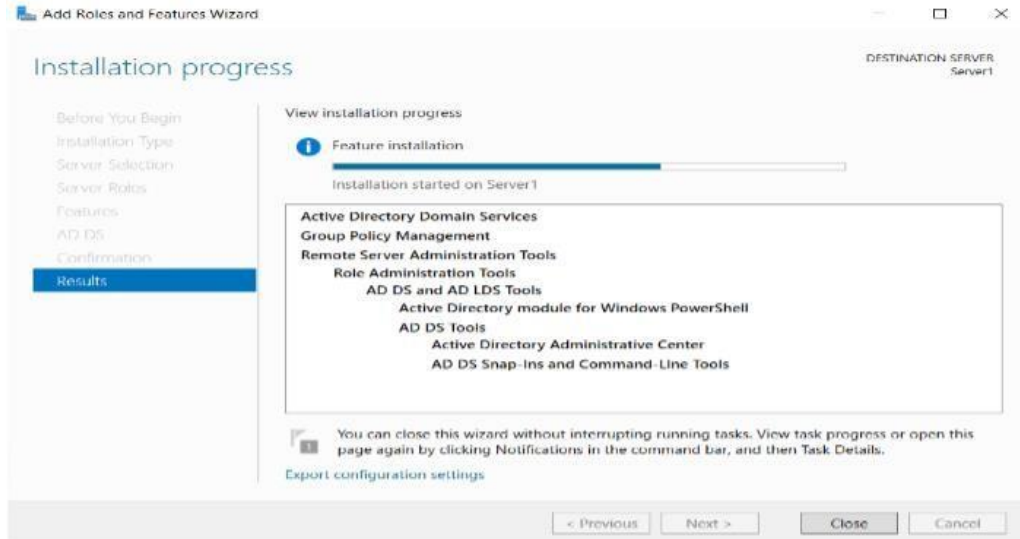 Add Roles and Features Wizard
Installation progress
DESTINATION SERVER
Server1
Before You Begin
Installation Type
Server Selection
Server Roles
Features
AD DS
Confirmation
Results
View installation progress
Feature installation
Installation started on Server1
Active Directory Domain Services
Group Policy Management
Remote Server Administration Tools
Role Administration Tools
AD DS and AD LDS Tools
Active Directory module for Windows PowerShell
AD DS Tools
Active Directory Administrative Center
AD DS Snap-Ins and Command-Line Tools
You can close this wizard without interrupting running tasks. View task progress or open this
page again by clicking Notifications in the command bar, and then Task Details.
Export configuration settings
< Previous
Next >
Close
Cancel